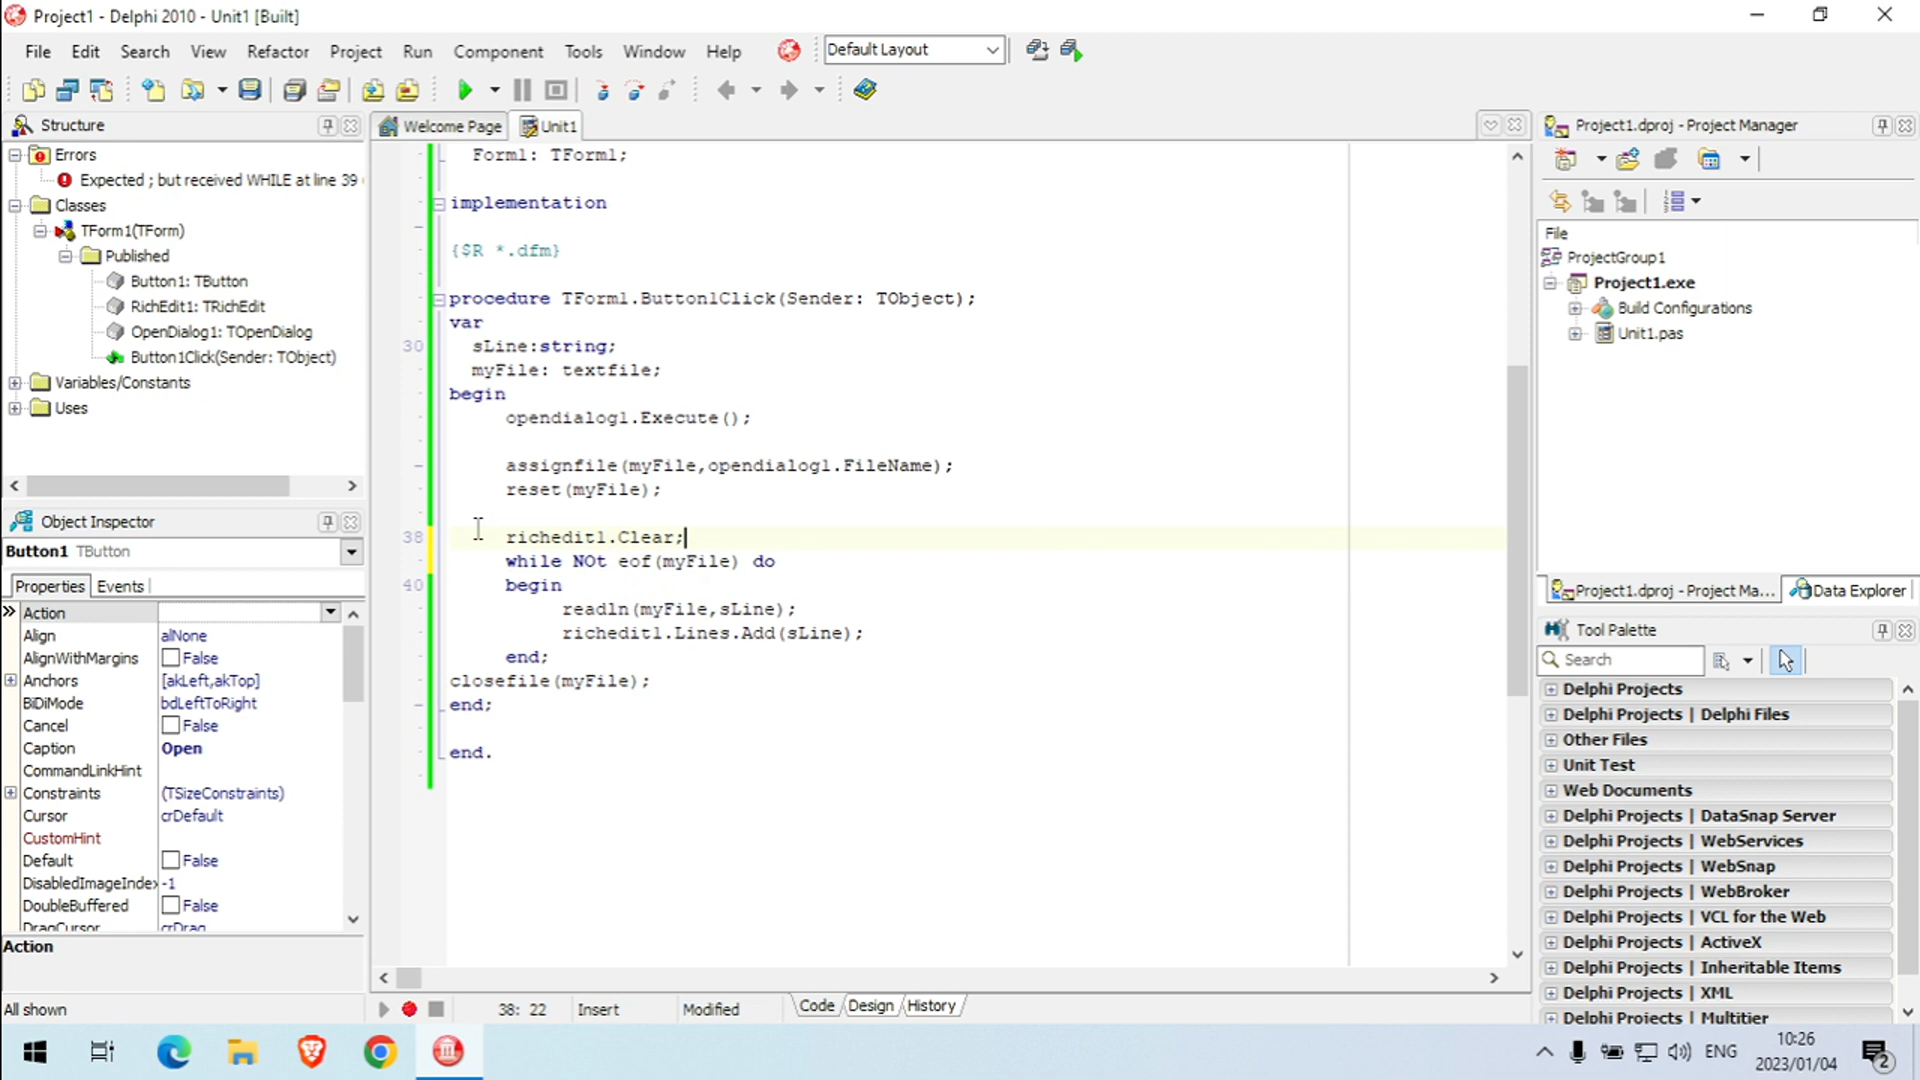 Project1 - Delphi 2010 - Unit1 [Built]
File Edit Search View Refactor Project Run Component Tools Window Help Default Layout
Structure
Errors
Expected ; but received WHILE at line 39
Classes
TForm1(TForm)
Published
Button1: TButton
RichEdit1: TRichEdit
OpenDialog1: TOpenDialog
Button1Click(Sender: TObject)
Variables/Constants
Uses
Object Inspector
Button1 TButton
Properties Events
Action
Align alNone
AlignWithMargins False
Anchors [akLeft,akTop]
BiDiMode bdLeftToRight
Cancel False
Caption Open
CommandLinkHint
Constraints (TSizeConstraints)
Cursor crDefault
CustomHint
Default False
DisabledImageIndex -1
DoubleBuffered False
DragCursor crDrag
Action
All shown
Welcome Page Unit1
Form1: TForm1;
implementation
{$R *.dfm}
procedure TForm1.Button1Click(Sender: TObject);
var
30 sLine:string;
myFile: textfile;
begin
opendialog1.Execute();
assignfile(myFile,opendialog1.FileName);
reset(myFile);
38 richedit1.Clear;
while NOt eof(myFile) do
40 begin
readln(myFile,sLine);
richedit1.Lines.Add(sLine);
end;
closefile(myFile);
end;
end.
38: 22 Insert Modified Code Design History
Project1.dproj - Project Manager
File
ProjectGroup1
Project1.exe
Build Configurations
Unit1.pas
Project1.dproj - Project Ma... Data Explorer
Tool Palette
Search
Delphi Projects
Delphi Projects | Delphi Files
Other Files
Unit Test
Web Documents
Delphi Projects | DataSnap Server
Delphi Projects | WebServices
Delphi Projects | WebSnap
Delphi Projects | WebBroker
Delphi Projects | VCL for the Web
Delphi Projects | ActiveX
Delphi Projects | Inheritable Items
Delphi Projects | XML
Delphi Projects | Multitier
ENG
10:26
2023/01/04
2